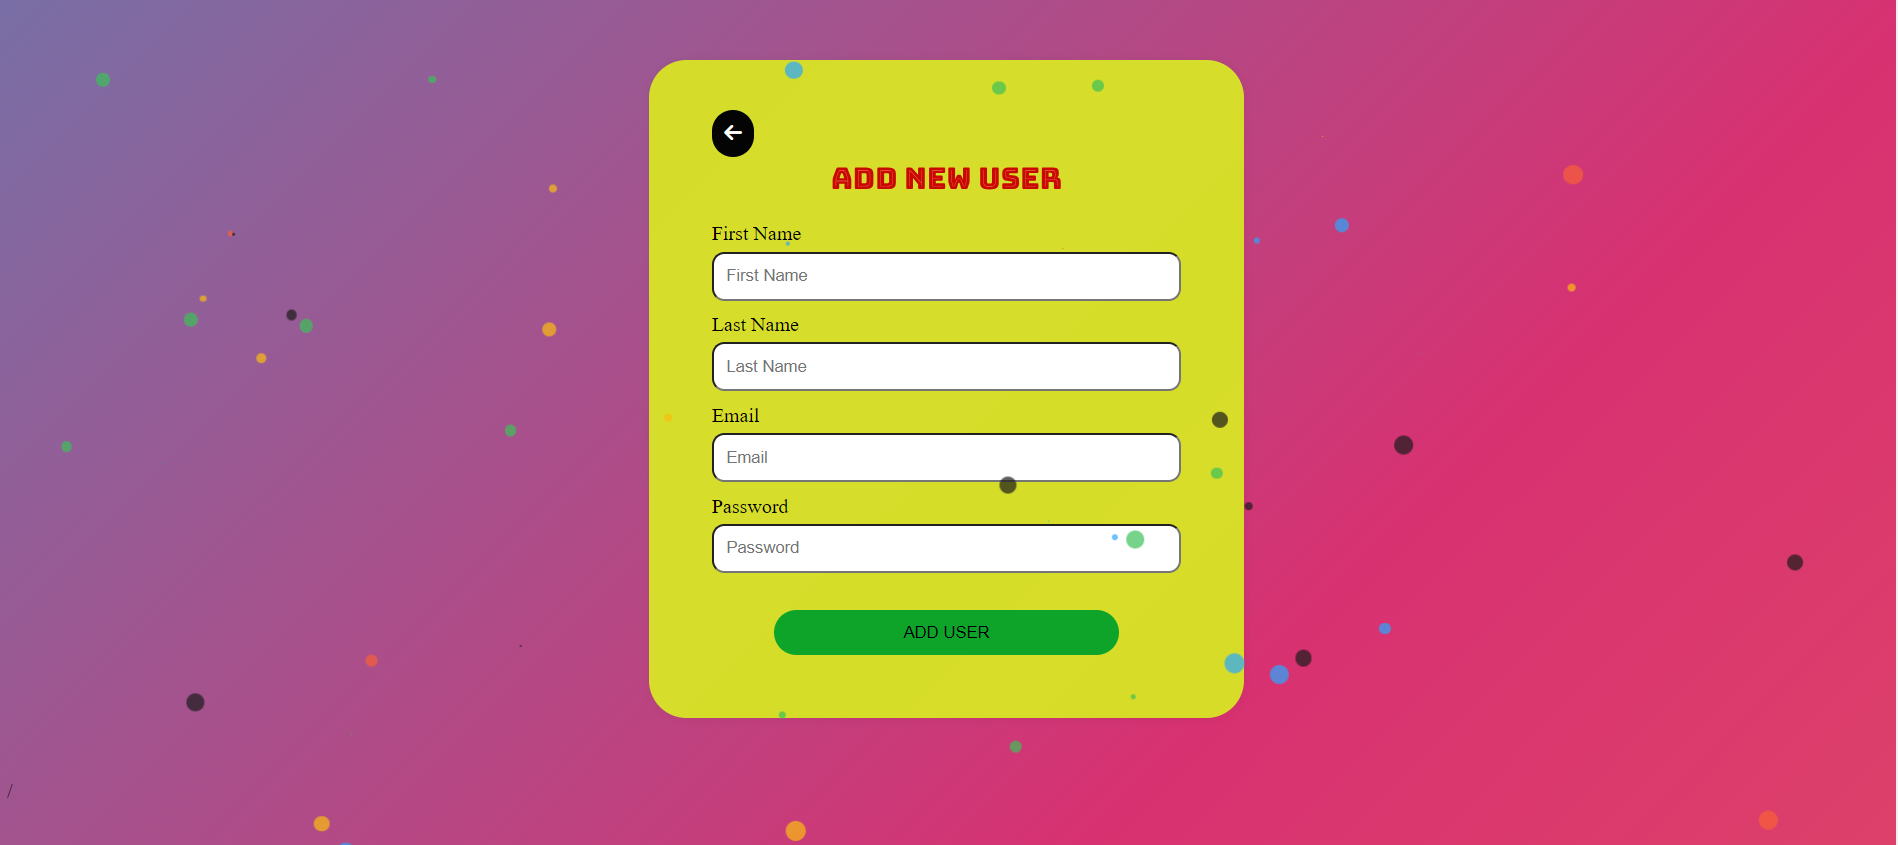 ADD NEW USER
First Name
First Name
Last Name
Last Name
Email
Email
Password
Password
ADD USER
/